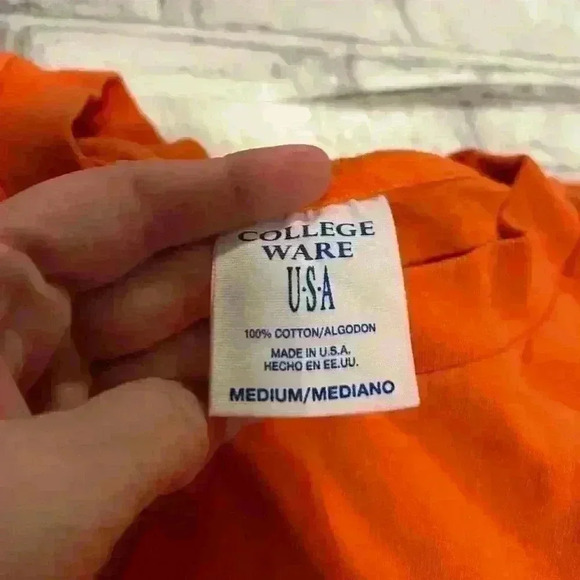 COLLEGE
WARE
U·S·A
100% COTTON/ALGODON
MADE IN U.S.A.
HECHO EN EE.UU.
MEDIUM/MEDIANO